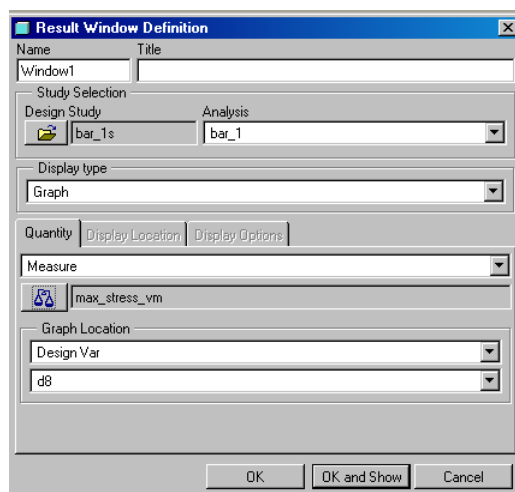 Result Window Definition
Name Title
Window1
Study Selection
Design Study Analysis
bar_1s bar_1
Display type
Graph
Quantity Display Location Display Options
Measure
max_stress_vm
Graph Location
Design Var
d8
OK OK and Show Cancel